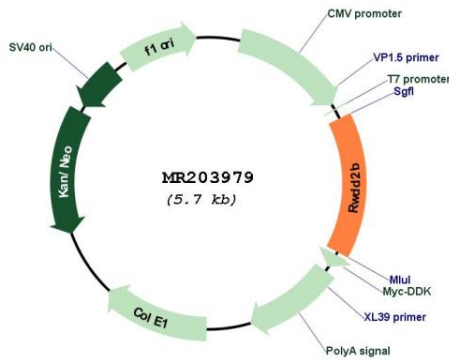 CMV promoter
SV40 ori
f1 ori
VP1.5 primer
T7 promoter
SgfI
Kan/Neo
MR203979
(5.7 kb)
Rwdd2b
MluI
Myc-DDK
Col E1
XL39 primer
PolyA signal